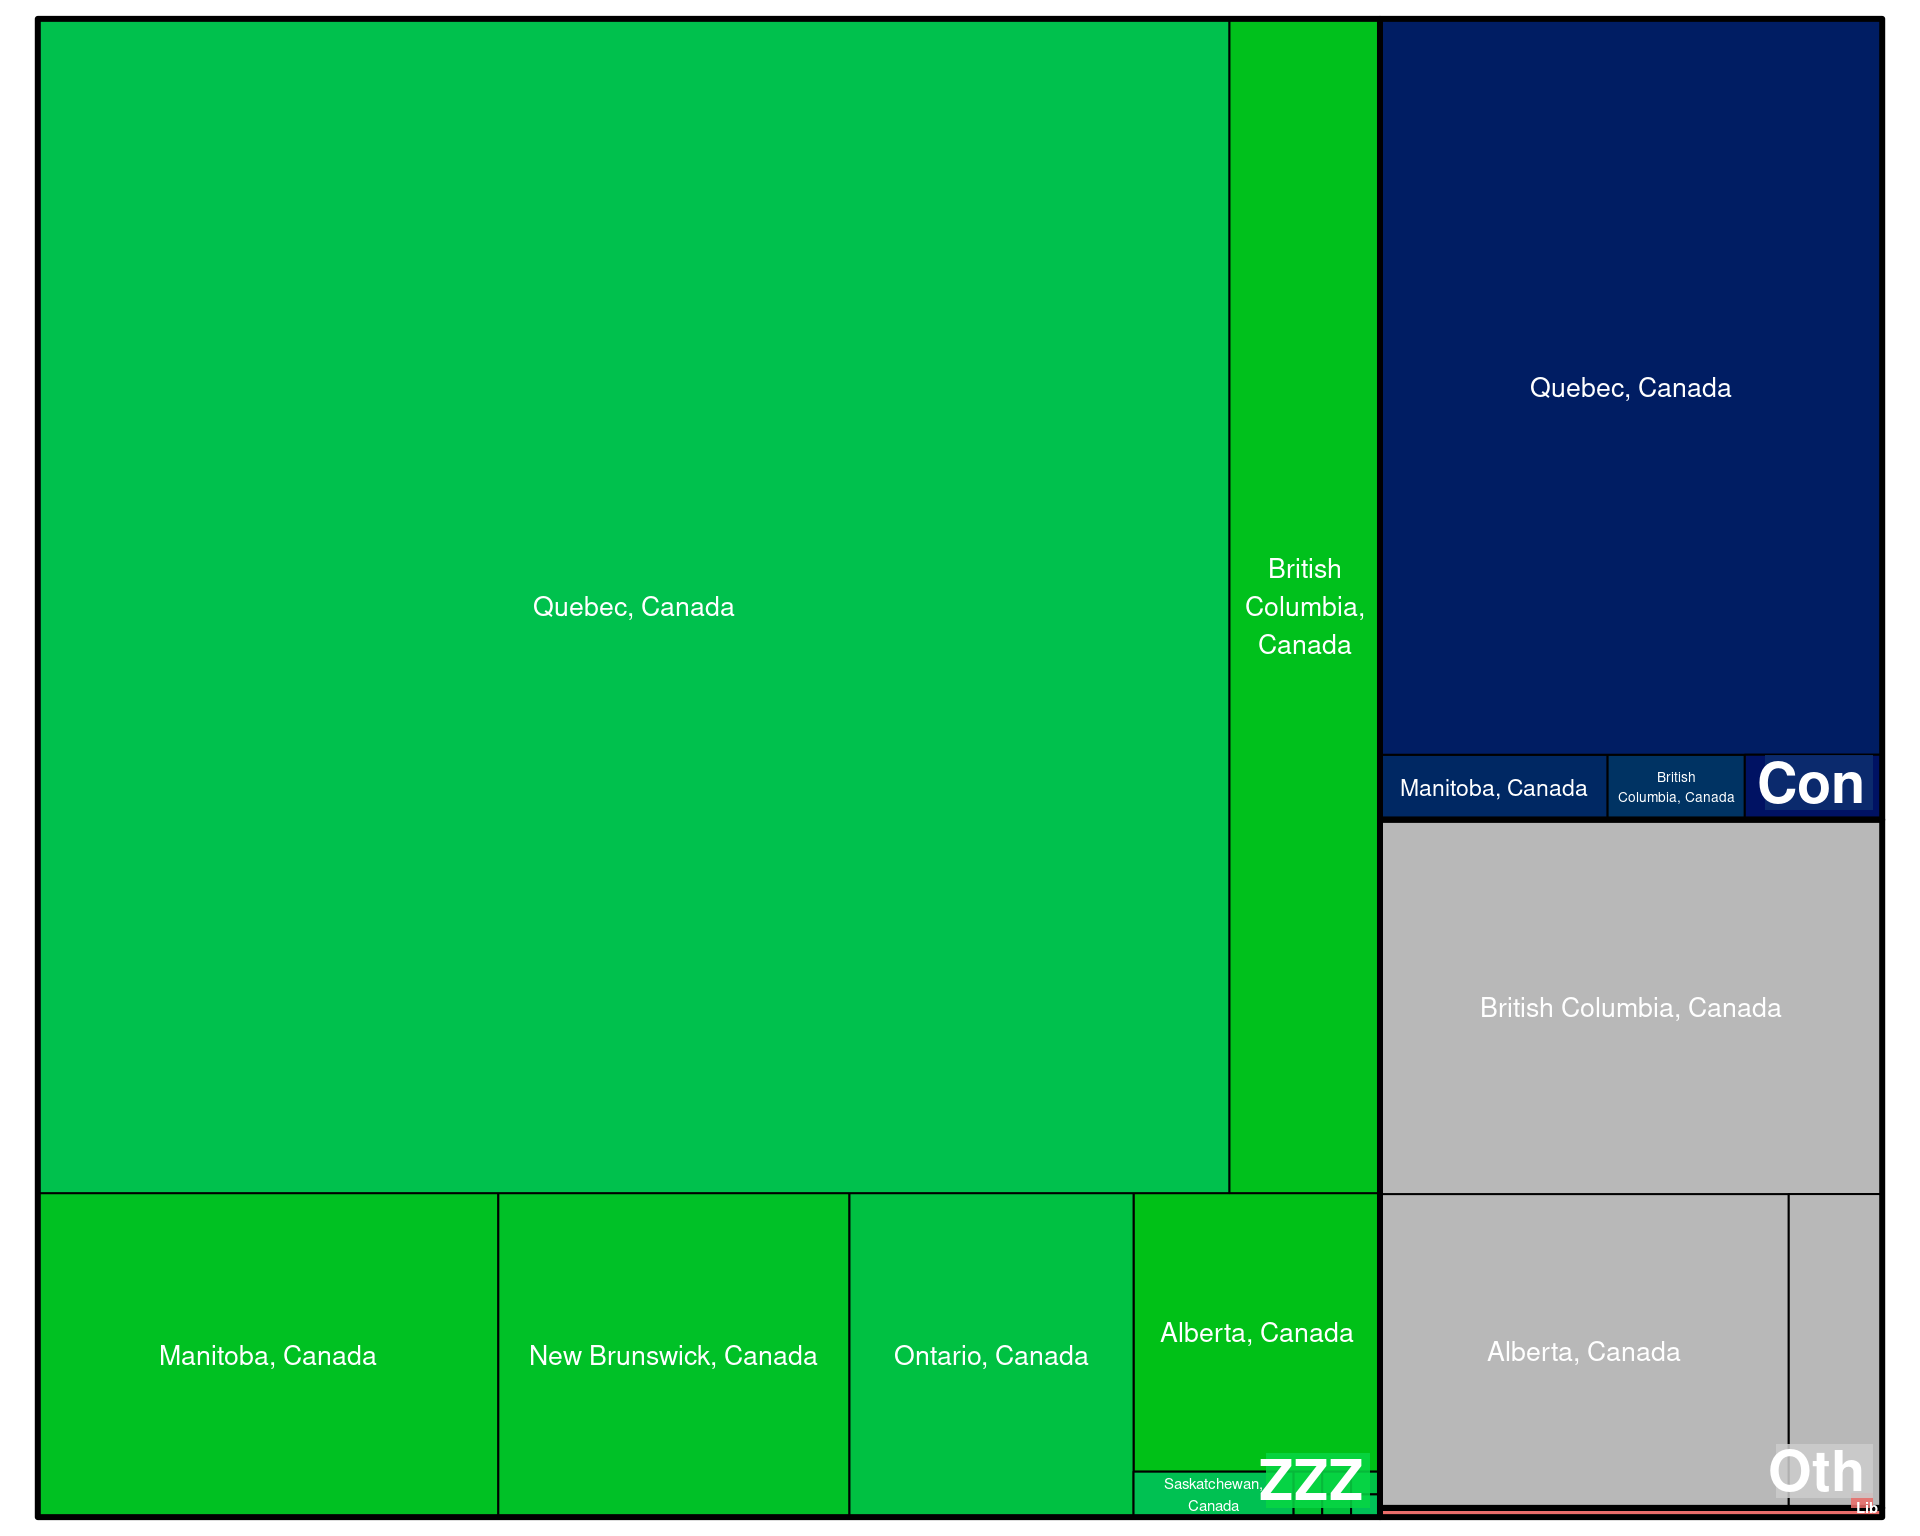 Quebec, Canada
British
Columbia,
Canada
Manitoba, Canada
New Brunswick, Canada
Ontario, Canada
Alberta, Canada
Saskatchewan,
Canada
ZZZ
Quebec, Canada
Manitoba, Canada
British
Columbia, Canada
Con
British Columbia, Canada
Alberta, Canada
Oth
Lib